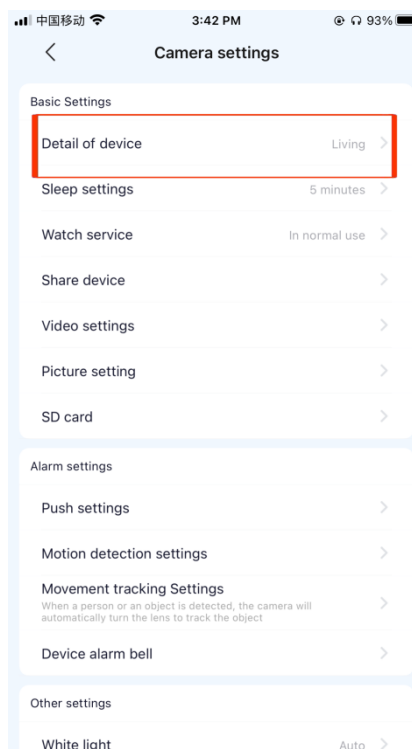 中国移动 3:42 PM 93%
Camera settings
Basic Settings
Detail of device Living
Sleep settings 5 minutes
Watch service In normal use
Share device
Video settings
Picture setting
SD card
Alarm settings
Push settings
Motion detection settings
Movement tracking Settings
When a person or an object is detected, the camera will
automatically turn the lens to track the object
Device alarm bell
Other settings
White light Auto